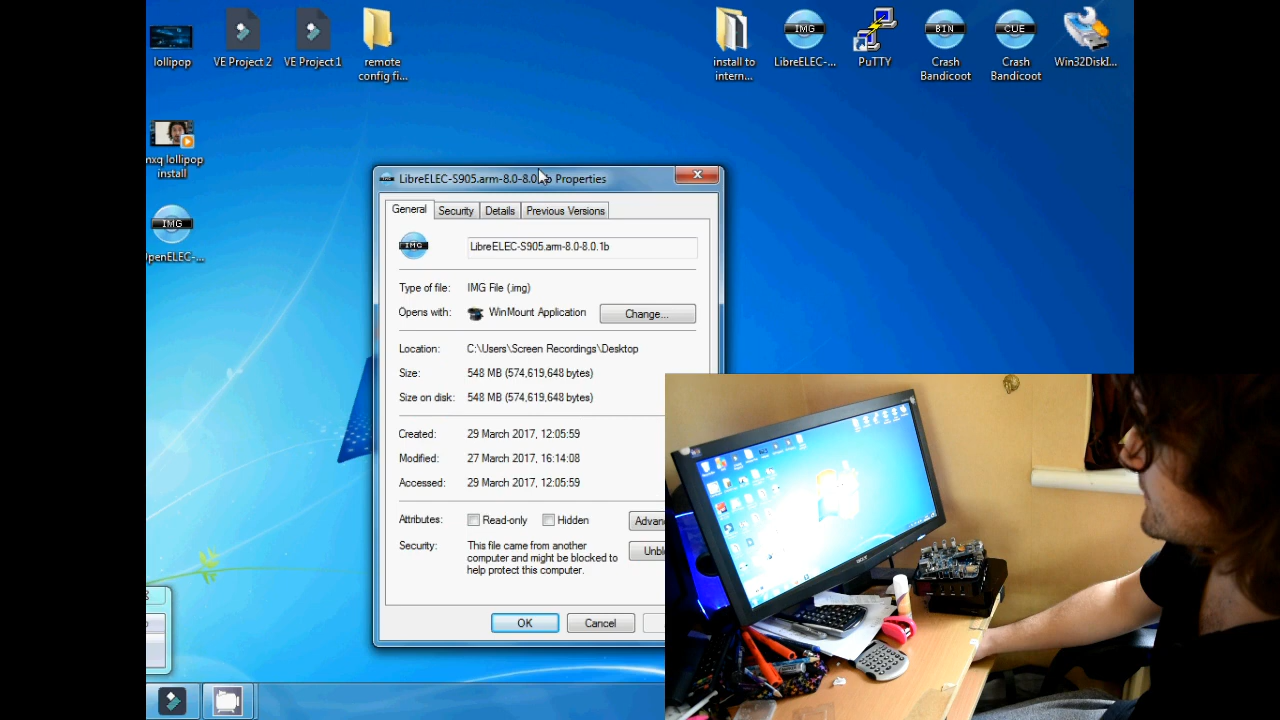 lollipop
VE Project 2
VE Project 1
remote
config fi...
install to
intern...
IMG
LibreELEC-...
PuTTY
BIN
Crash
Bandicoot
CUE
Crash
Bandicoot
Win32DiskI...
mxq lollipop
install
IMG
OpenELEC-...
LibreELEC-S905.arm-8.0-8.0.1b Properties
General
Security
Details
Previous Versions
IMG
LibreELEC-S905.arm-8.0-8.0.1b
Type of file: IMG File (.img)
Opens with: WinMount Application
Change...
Location: C:\Users\Screen Recordings\Desktop
Size: 548 MB (574,619,648 bytes)
Size on disk: 548 MB (574,619,648 bytes)
Created: 29 March 2017, 12:05:59
Modified: 27 March 2017, 16:14:08
Accessed: 29 March 2017, 12:05:59
Attributes: Read-only Hidden
Advan
Security: This file came from another
computer and might be blocked to
help protect this computer.
Unbl
OK
Cancel